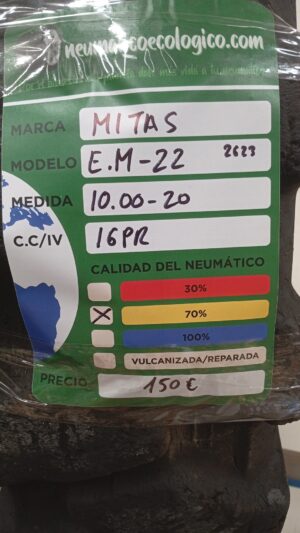 neumaticoecologico.com
MARCA MITAS
MODELO E.M-22 2623
MEDIDA 10.00-20
C.C/IV 16PR
CALIDAD DEL NEUMÁTICO
30%
X 70%
100%
VULCANIZADA/REPARADA
PRECIO 150€